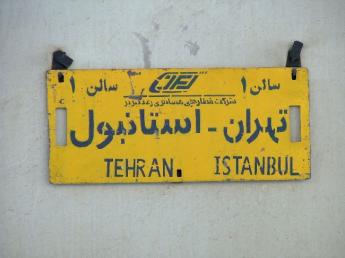 سالن ۱ سالن ۱
تهران - استانبول
TEHRAN ISTANBUL